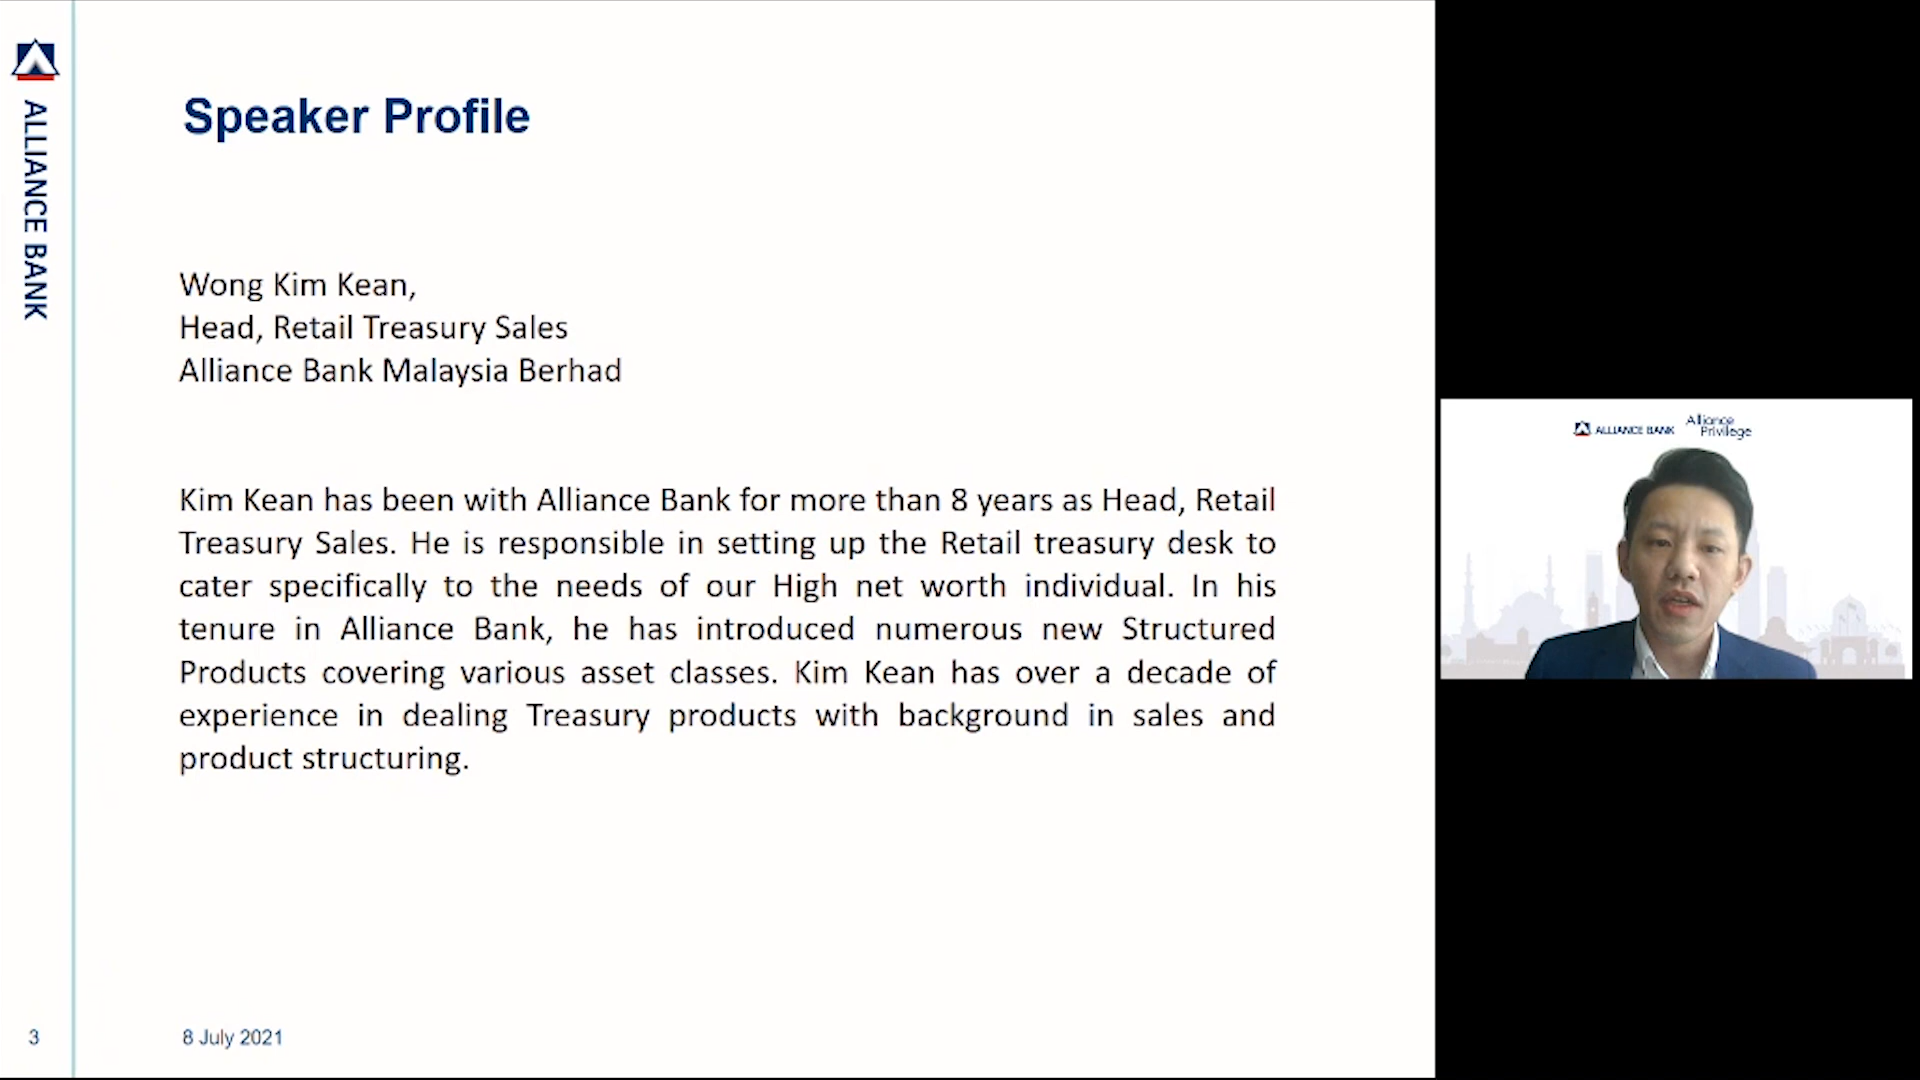 ALLIANCE BANK
Speaker Profile
Wong Kim Kean,
Head, Retail Treasury Sales
Alliance Bank Malaysia Berhad
Kim Kean has been with Alliance Bank for more than 8 years as Head, Retail
Treasury Sales. He is responsible in setting up the Retail treasury desk to
cater specifically to the needs of our High net worth individual. In his
tenure in Alliance Bank, he has introduced numerous new Structured
Products covering various asset classes. Kim Kean has over a decade of
experience in dealing Treasury products with background in sales and
product structuring.
3
8 July 2021
ALLIANCE BANK
Alliance
Privilege